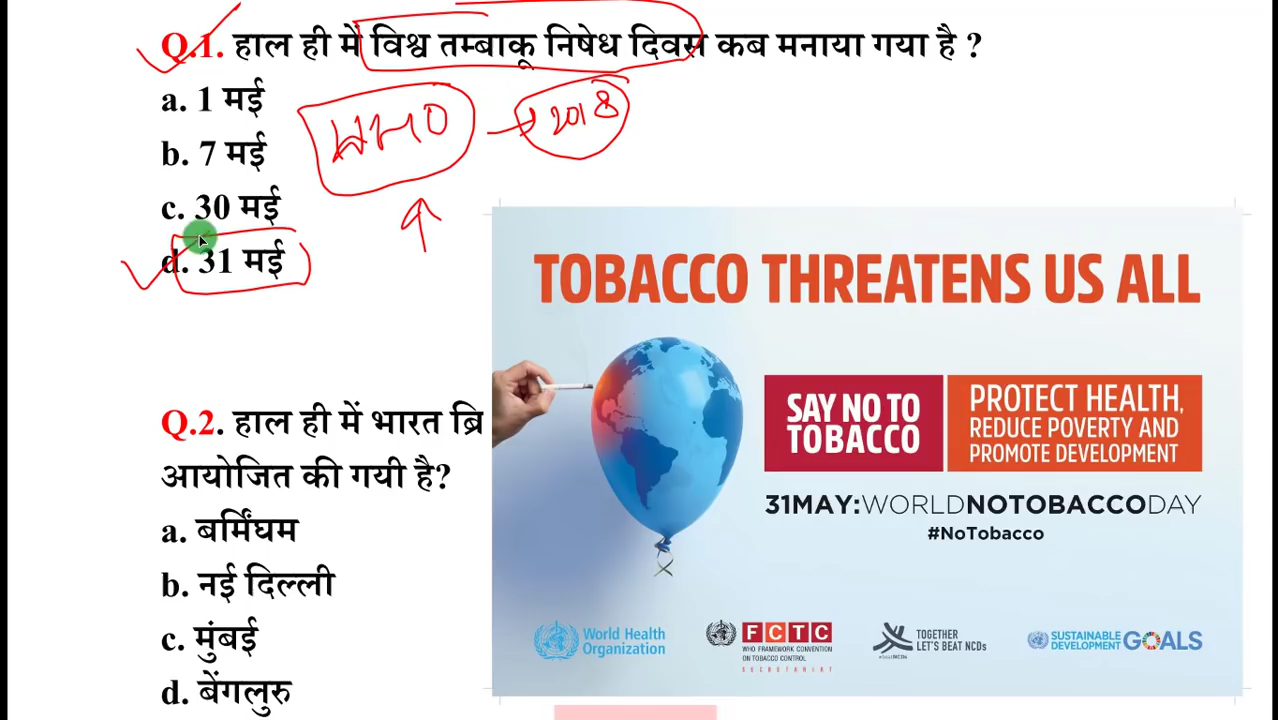 Q.1. हाल ही में विश्व तम्बाकू निषेध दिवस कब मनाया गया है ?
a. 1 मई
b. 7 मई
c. 30 मई
d. 31 मई
WHO
2018
TOBACCO THREATENS US ALL
SAY NO TO
TOBACCO
PROTECT HEALTH,
REDUCE POVERTY AND
PROMOTE DEVELOPMENT
31MAY:WORLDNOTOBACCODAY
#NoTobacco
World Health
Organization
FCTC
WHO FRAMEWORK CONVENTION
ON TOBACCO CONTROL
SECRETARIAT
TOGETHER
LET'S BEAT NCDs
SUSTAINABLE
DEVELOPMENT
GOALS
Q.2. हाल ही में भारत ब्रि
आयोजित की गयी है?
a. बर्मिंघम
b. नई दिल्ली
c. मुंबई
d. बेंगलुरु